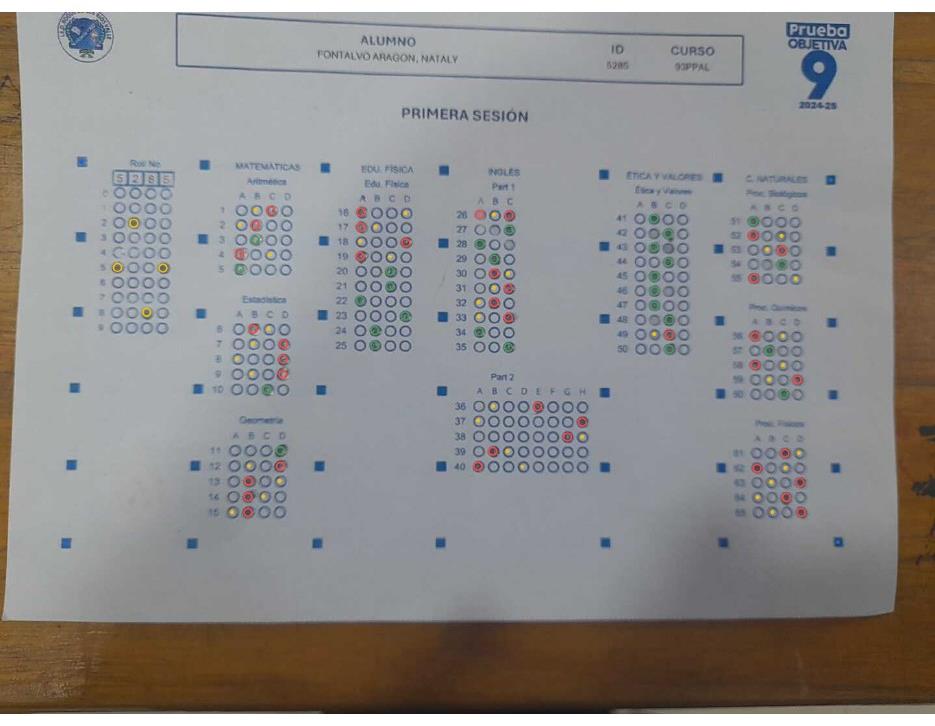 ALUMNO
FONTALVO ARAGON, NATALY
ID
5285
CURSO
93PPAL
Prueba
OBJETIVA
9
2024-25
PRIMERA SESIÓN
5 2 8 5
0
1
2
3
4
5
6
7
8
9
MATEMÁTICAS
Aritmética
A B C D
1
2
3
4
5
Estadística
A B C D
6
7
8
9
10
Geometría
A B C D
11
12
13
14
15
EDU. FÍSICA
Edu. Física
A B C D
16
17
18
19
20
21
22
23
24
25
INGLÉS
Part 1
A B C
26
27
28
29
30
31
32
33
34
35
Part 2
A B C D E F G H
36
37
38
39
40
ÉTICA Y VALORES
Ética y Valores
A B C D
41
42
43
44
45
46
47
48
49
50
C. NATURALES
Proc. Biológicos
A B C D
51
52
53
54
55
Proc. Químicos
A B C D
56
57
58
59
60
Proc. Físicos
A B C D
61
62
63
64
65